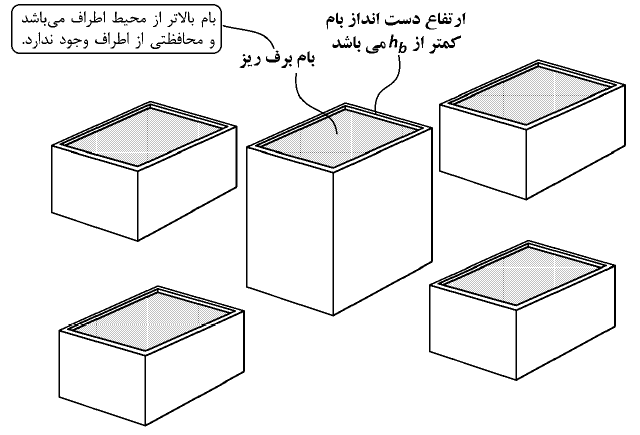 بام بالاتر از محیط اطراف می‌باشد
و محافظتی از اطراف وجود ندارد.
بام برف ریز
ارتفاع دست انداز بام
کمتر از h_b می باشد